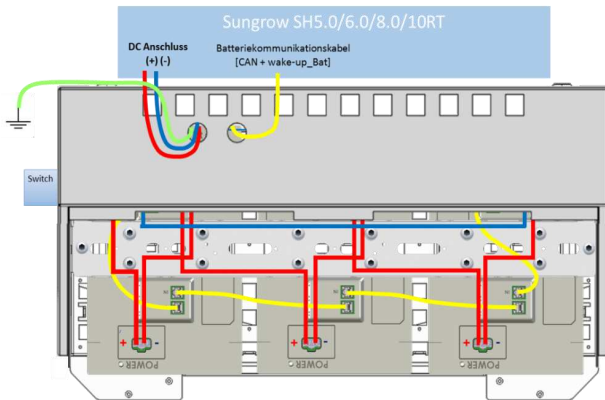 Sungrow SH5.0/6.0/8.0/10RT
DC Anschluss
(+) (-)
Batteriekommunikationskabel
[CAN + wake-up_Bat]
Switch
+ -
+ -
+ -
POWER
POWER
POWER